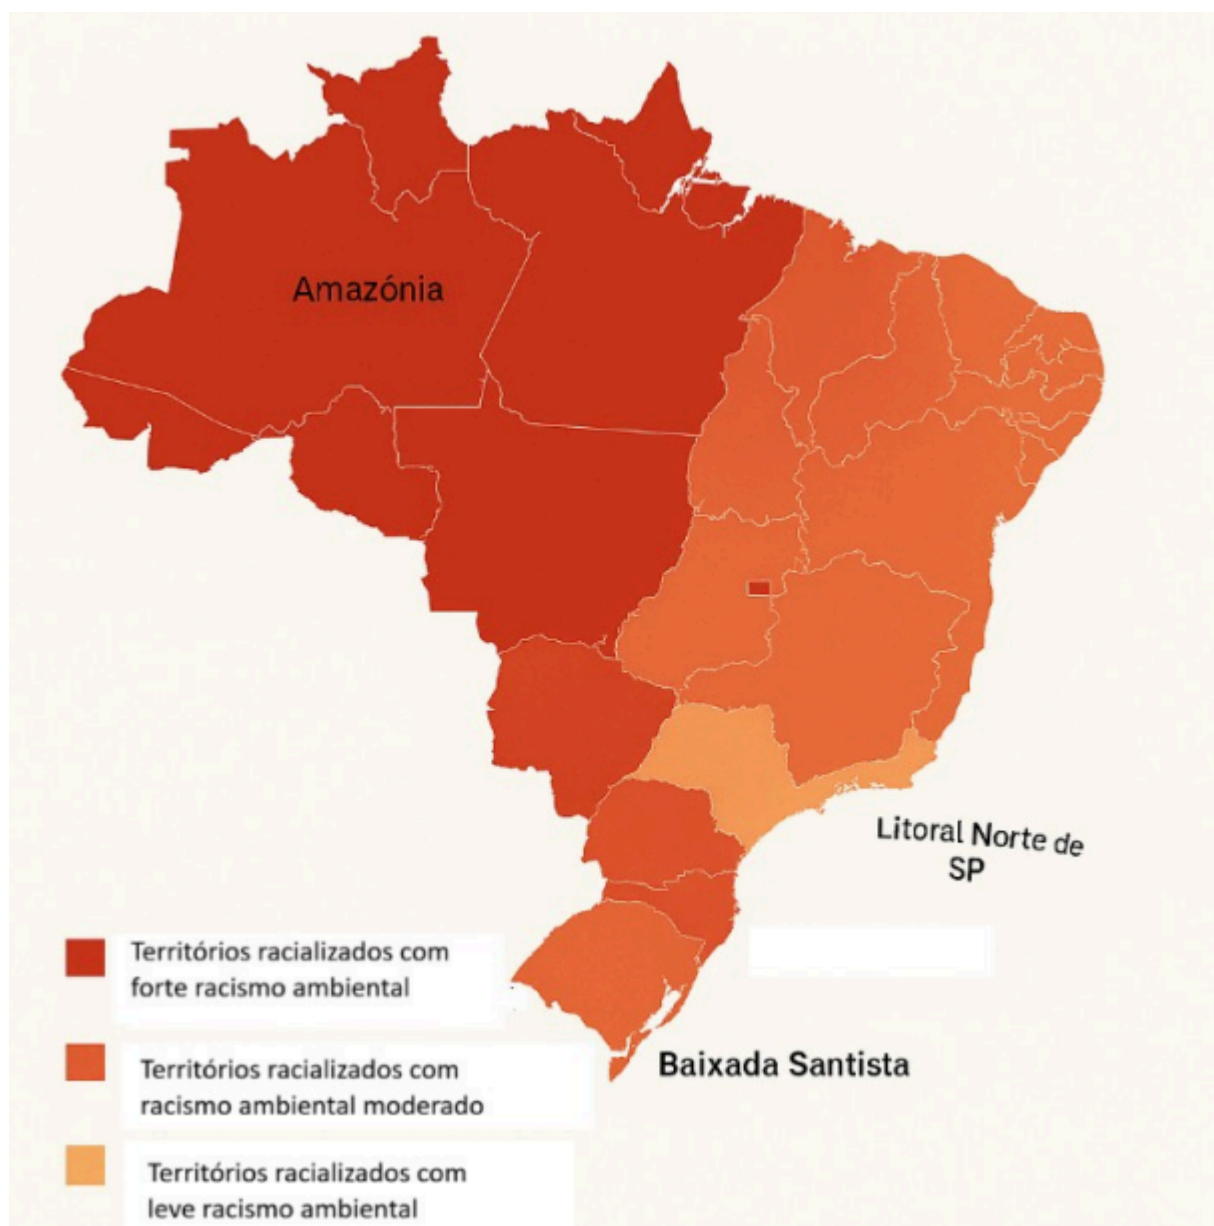 Amazónia
Litoral Norte de
SP
Territórios racializados com
forte racismo ambiental
Baixada Santista
Territórios racializados com
racismo ambiental moderado
Territórios racializados com
leve racismo ambiental